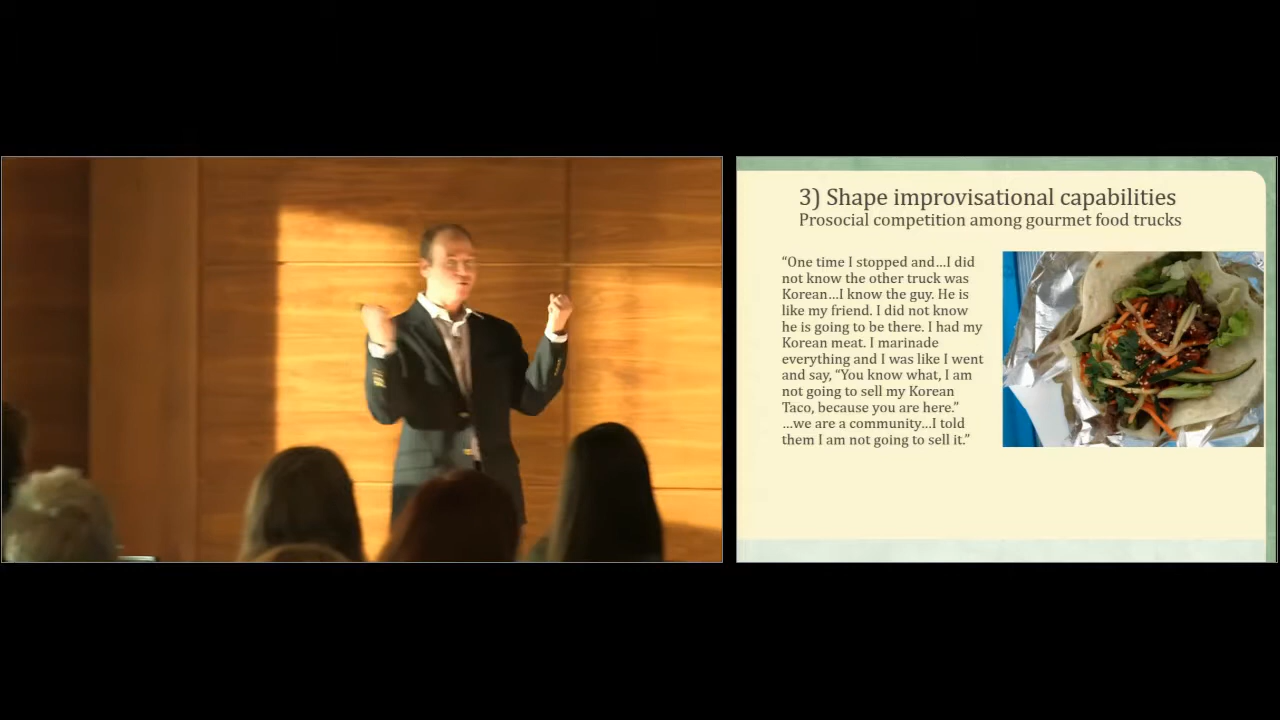 3) Shape improvisational capabilities
Prosocial competition among gourmet food trucks
“One time I stopped and…I did
not know the other truck was
Korean…I know the guy. He is
like my friend. I did not know
he is going to be there. I had my
Korean meat. I marinade
everything and I was like I went
and say, “You know what, I am
not going to sell my Korean
Taco, because you are here.”
…we are a community…I told
them I am not going to sell it.”